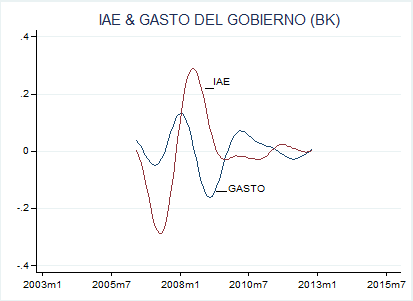 IAE & GASTO DEL GOBIERNO (BK)
.4
.2
IAE
0
GASTO
-.2
-.4
2003m1 2005m7 2008m1 2010m7 2013m1 2015m7